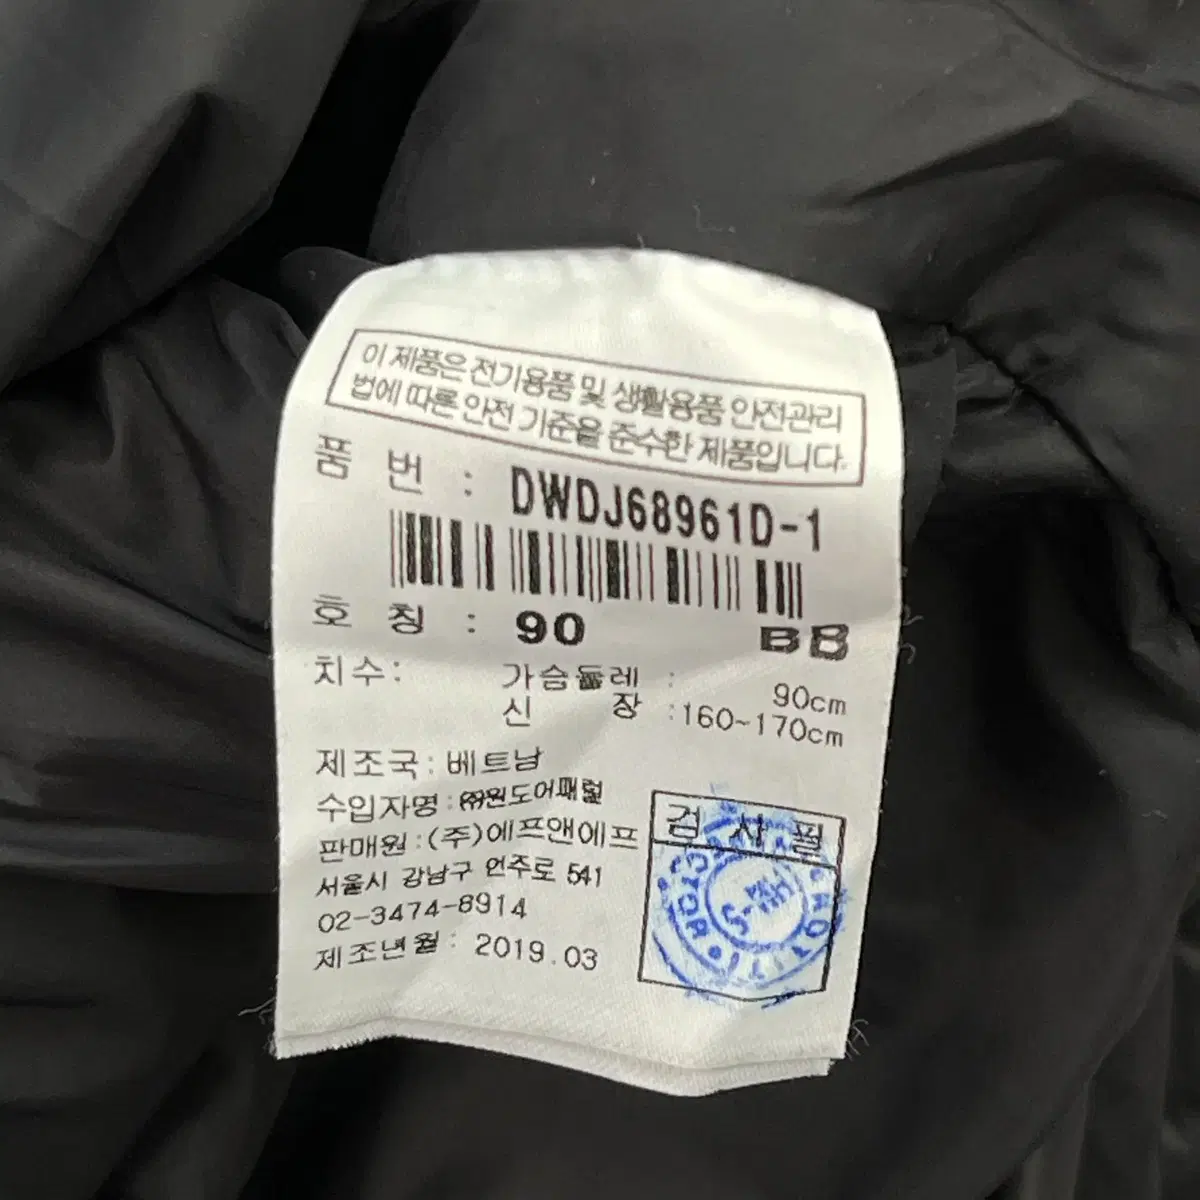 이 제품은 전기용품 및 생활용품 안전관리
법에 따른 안전 기준을 준수한 제품입니다.
품 번 : DWDJ68961D-1
호 칭 : 90 BB
치수: 가슴둘레 : 90cm
신 장 :160~170cm
제조국: 베트남
수입자명: ㈜원도어패럴
판매원:(주)에프앤에프
서울시 강남구 언주로 541
02-3474-8914
제조년월: 2019.03
검 사 필